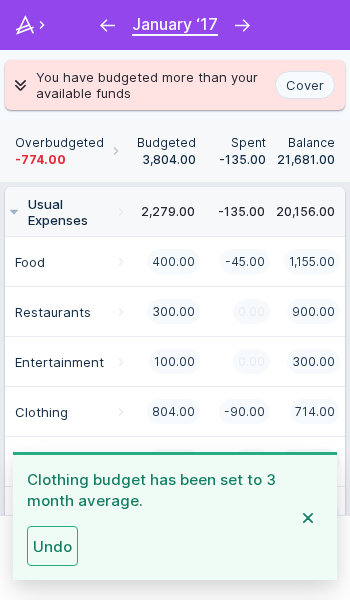 January ‘17
You have budgeted more than your
available funds
Cover
Overbudgeted Budgeted Spent Balance
-774.00 3,804.00 -135.00 21,681.00
Usual
Expenses 2,279.00 -135.00 20,156.00
Food 400.00 -45.00 1,155.00
Restaurants 300.00 0.00 900.00
Entertainment 100.00 0.00 300.00
Clothing 804.00 -90.00 714.00
Clothing budget has been set to 3
month average.
Undo